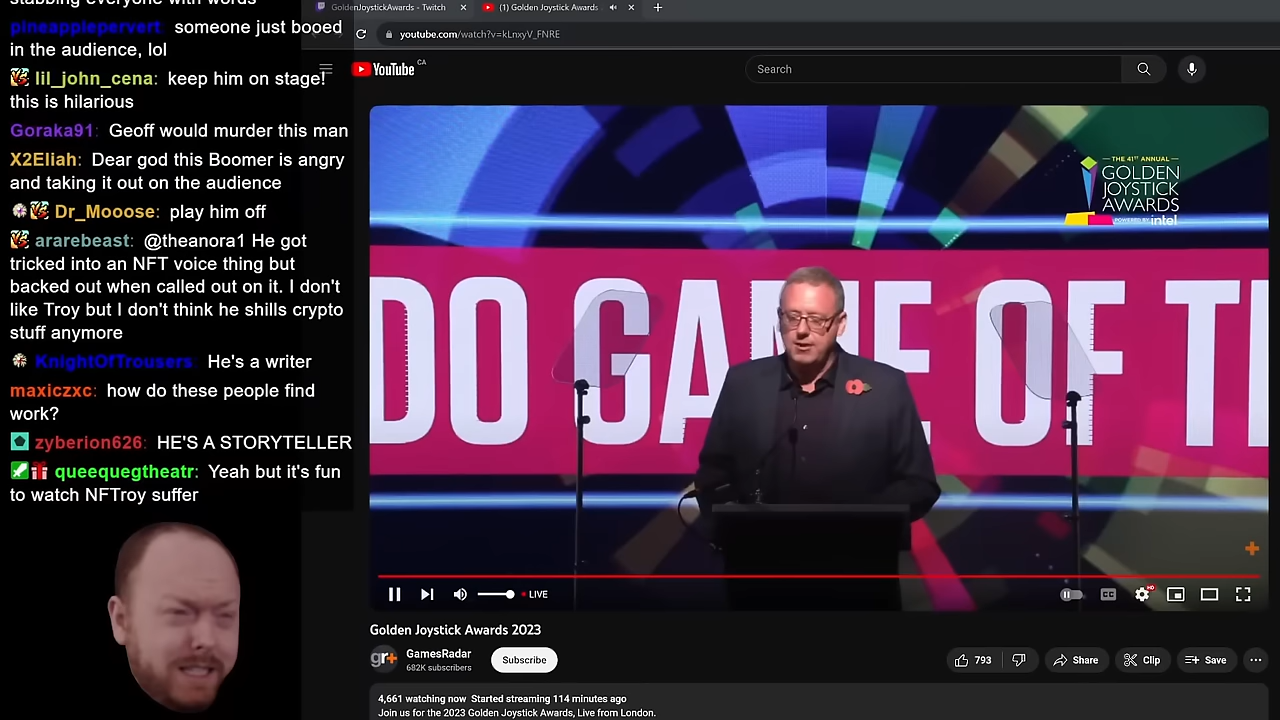 stabbing everyone with words
pineapplepervert someone just booed
in the audience, lol
lil_john_cena: keep him on stage!
this is hilarious
Goraka91: Geoff would murder this man
X2Eliah: Dear god this Boomer is angry
and taking it out on the audience
Dr_Mooose: play him off
ararebeast: @theanora1 He got
tricked into an NFT voice thing but
backed out when called out on it. I don't
like Troy but I don't think he shills crypto
stuff anymore
KnightOfTrousers: He's a writer
maxiczxc: how do these people find
work?
zyberion626: HE'S A STORYTELLER
queequegtheatr: Yeah but it's fun
to watch NFTroy suffer
GoldenJoystickAwards - Twitch
(1) Golden Joystick Awards
youtube.com/watch?v=kLnxyV_FNRE
YouTube CA
Search
THE 41ST ANNUAL
GOLDEN
JOYSTICK
AWARDS
POWERED BY intel
DO GAME OF T
LIVE
CC
HD
Golden Joystick Awards 2023
gr+
GamesRadar
682K subscribers
Subscribe
793
Share
Clip
Save
4,661 watching now Started streaming 114 minutes ago
Join us for the 2023 Golden Joystick Awards, Live from London.